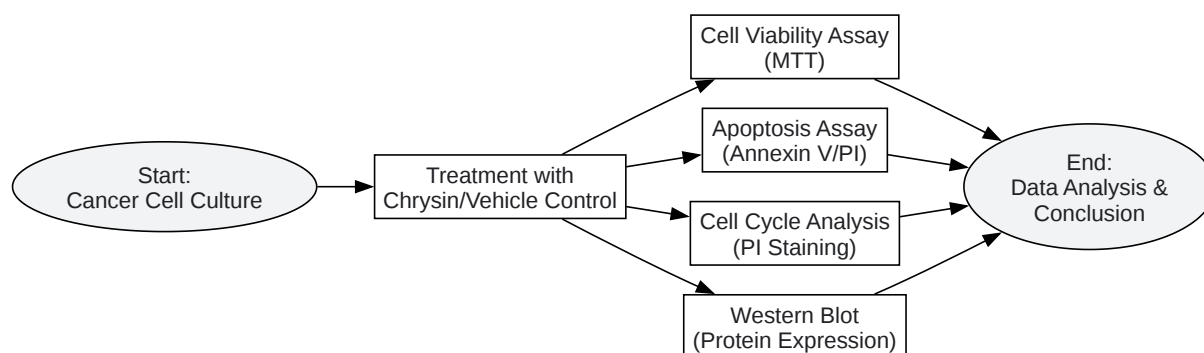 Start:
Cancer Cell Culture
Treatment with
Chrysin/Vehicle Control
Cell Viability Assay
(MTT)
Apoptosis Assay
(Annexin V/PI)
Cell Cycle Analysis
(PI Staining)
Western Blot
(Protein Expression)
End:
Data Analysis &
Conclusion